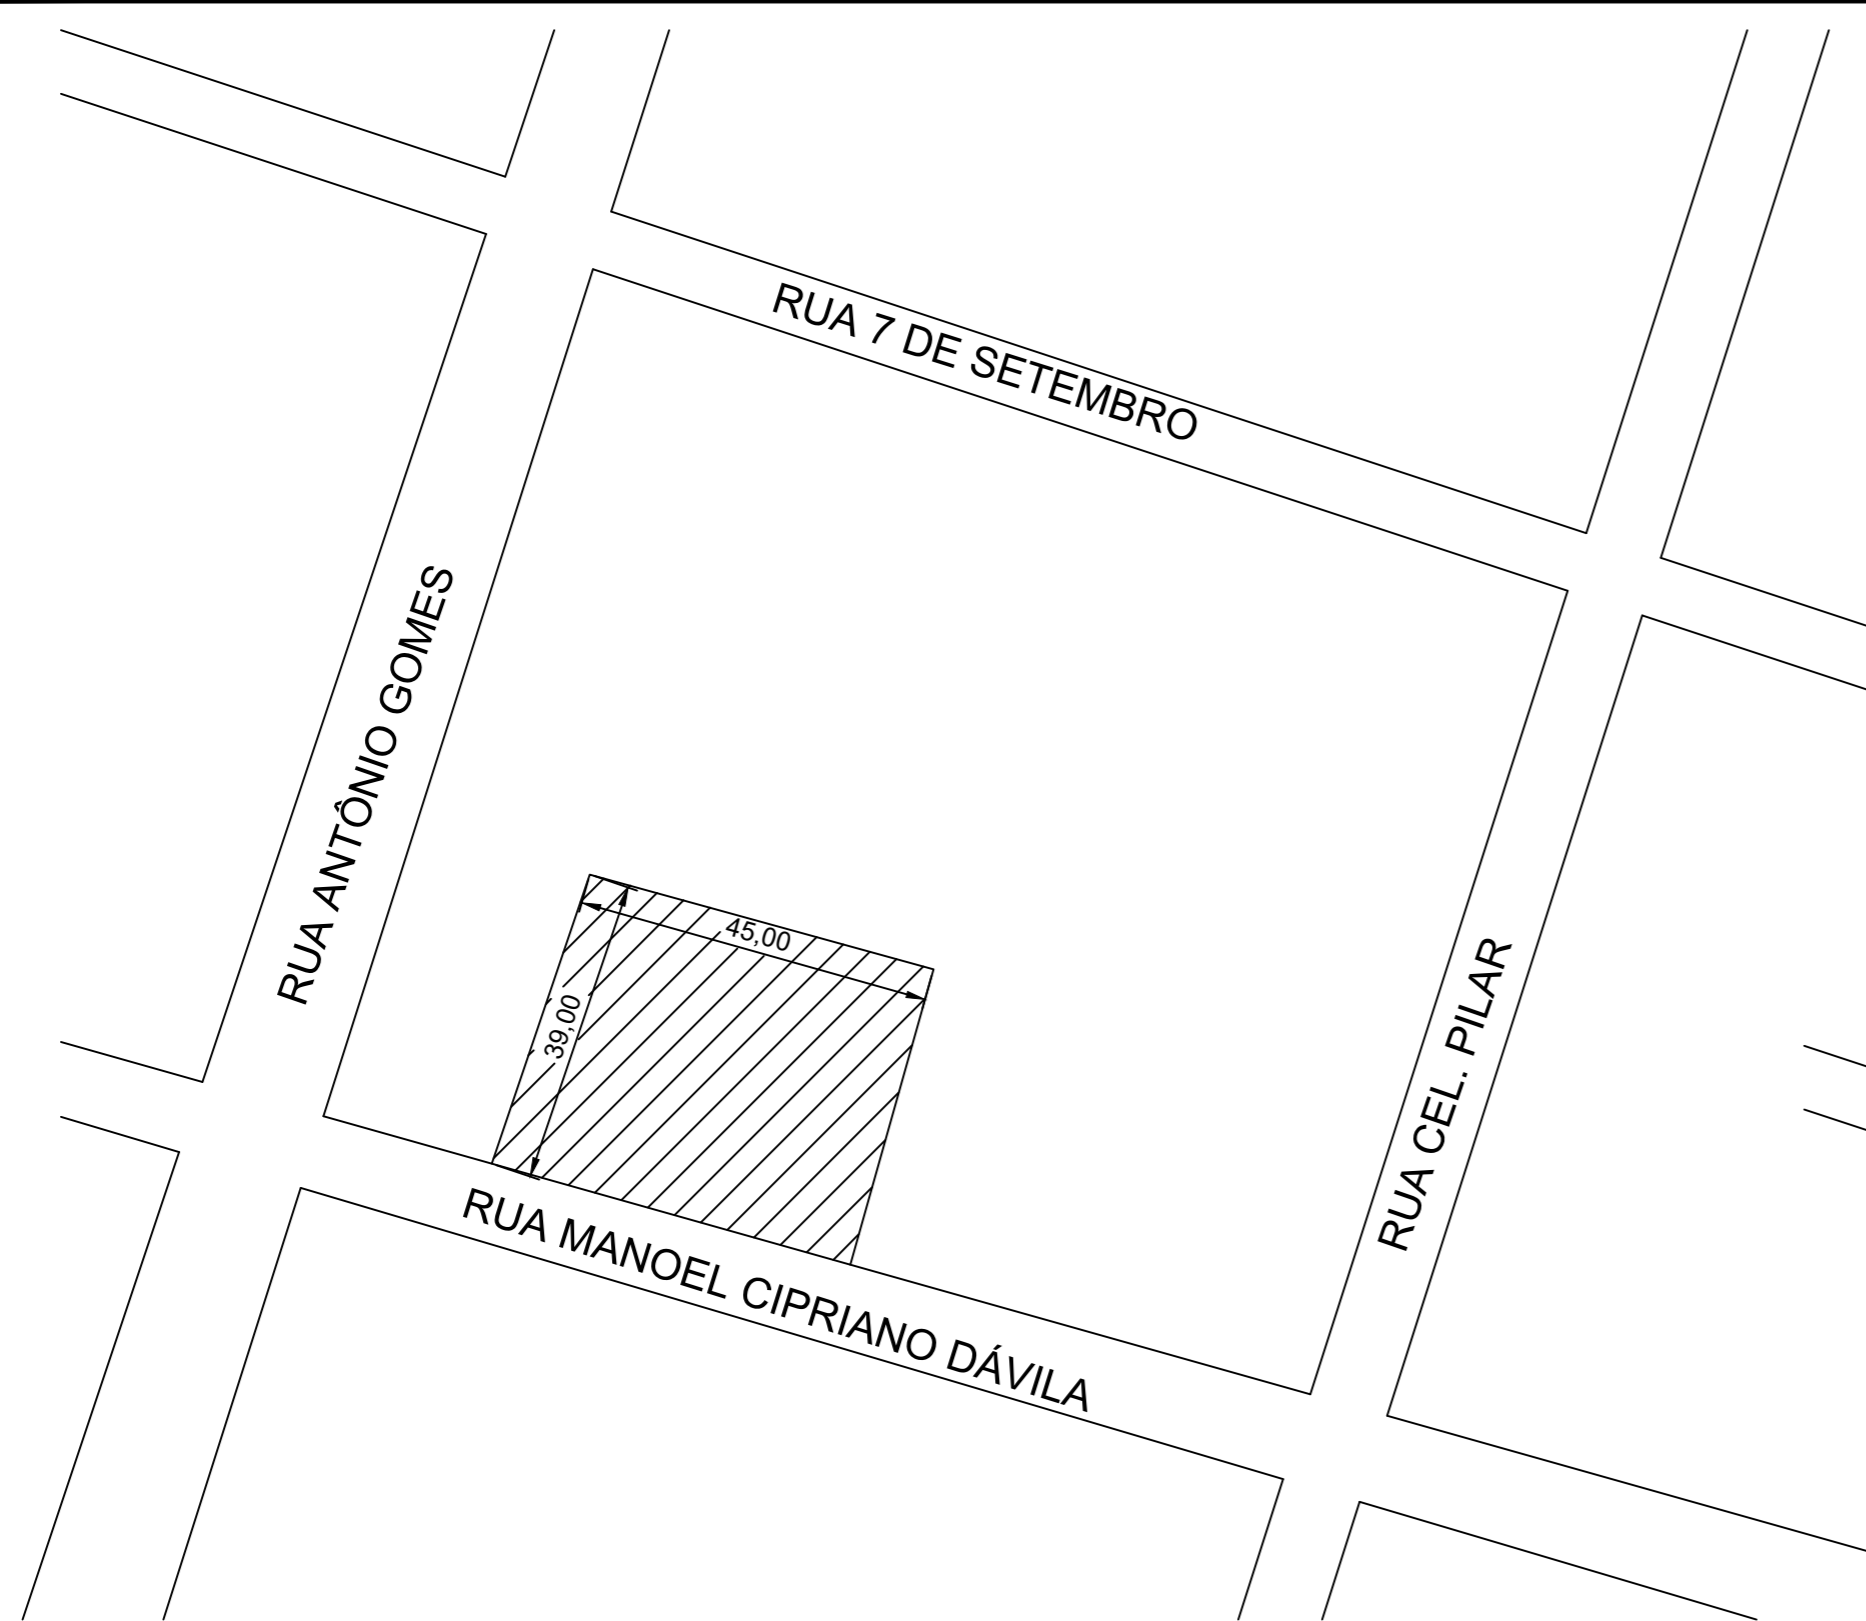 RUA 7 DE SETEMBRO
RUA ANTÔNIO GOMES
45,00
39,00
RUA CEL. PILAR
RUA MANOEL CIPRIANO DÁVILA